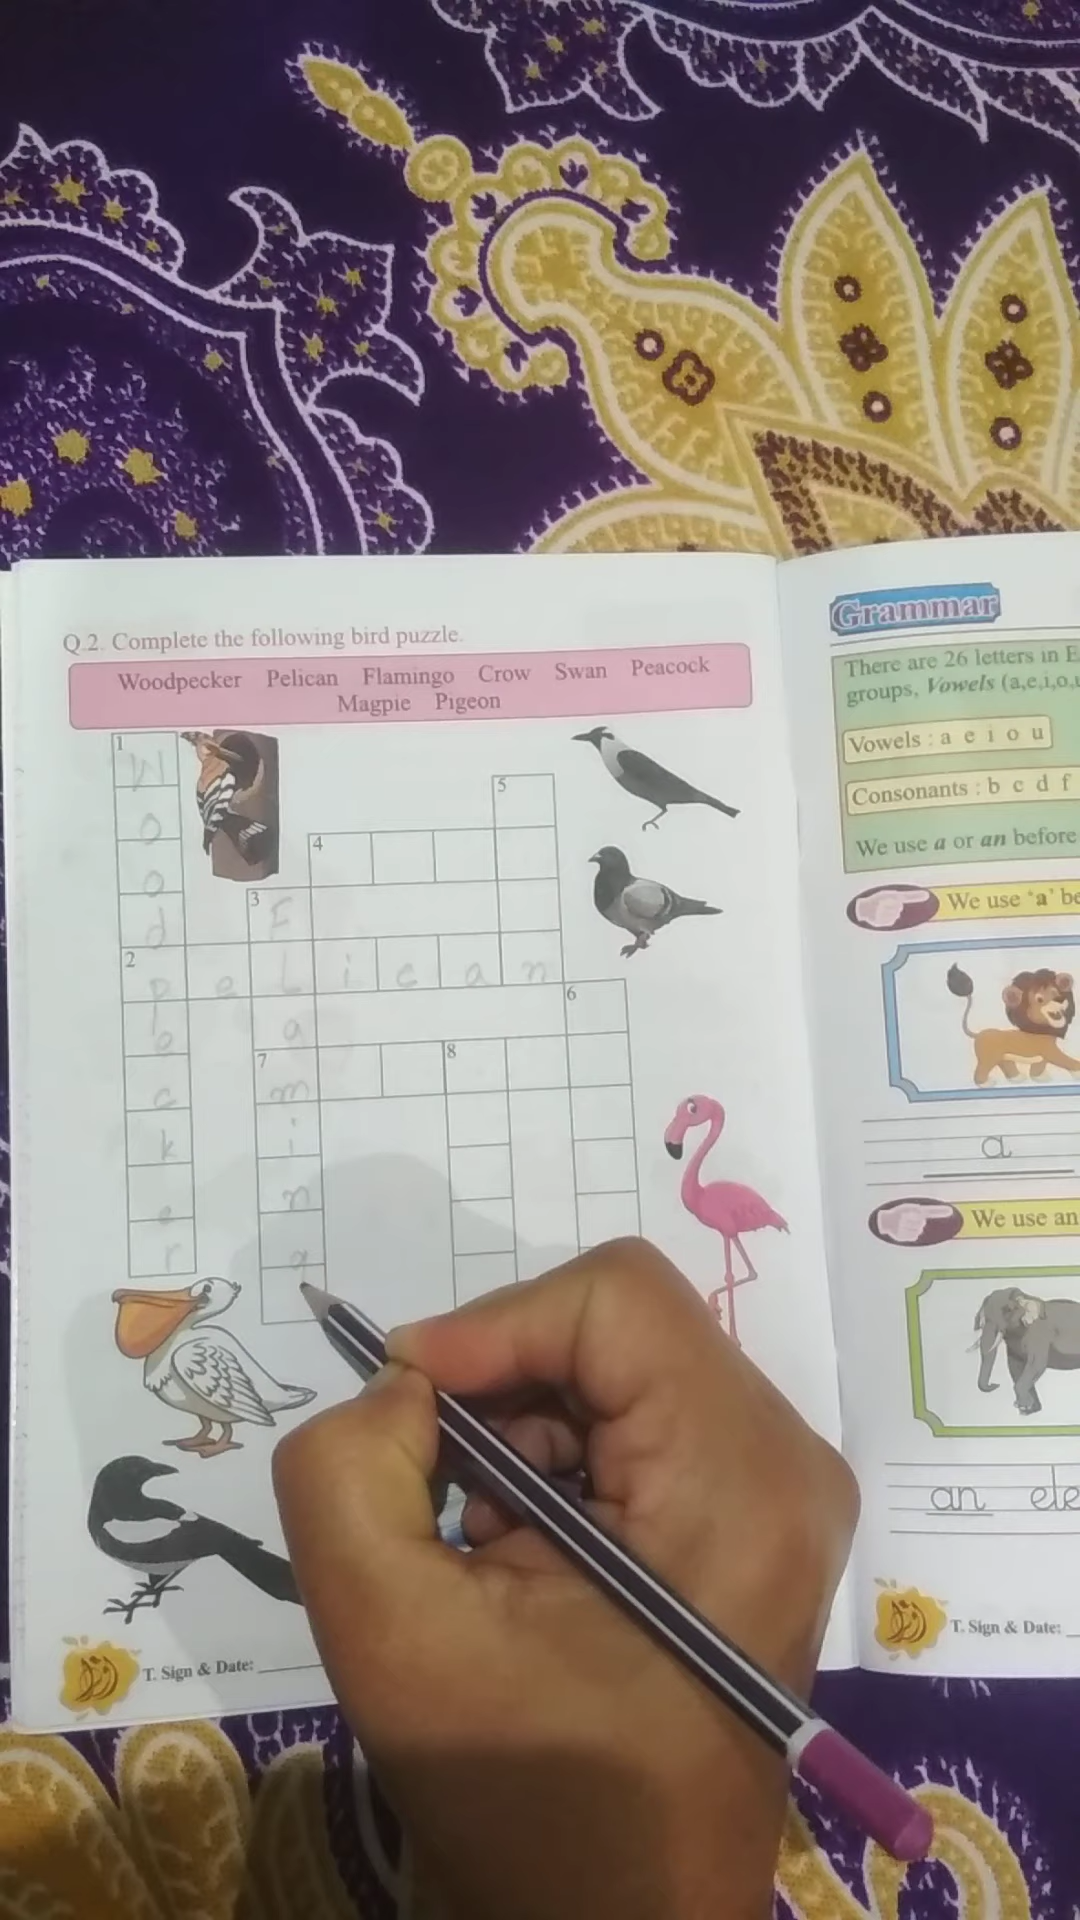 Q.2. Complete the following bird puzzle.
Woodpecker Pelican Flamingo Crow Swan Peacock
Magpie Pigeon
1
W
o
o
d
5
4
3
F
2
p e l i c a n
6
a
7
8
m
c
i
k
n
e
g
r
T. Sign & Date:
Grammar
There are 26 letters in E
groups, Vowels (a,e,i,o,u
Vowels : a e i o u
Consonants : b c d f
We use a or an before
We use 'a' be
a
We use an
an ele
T. Sign & Date: